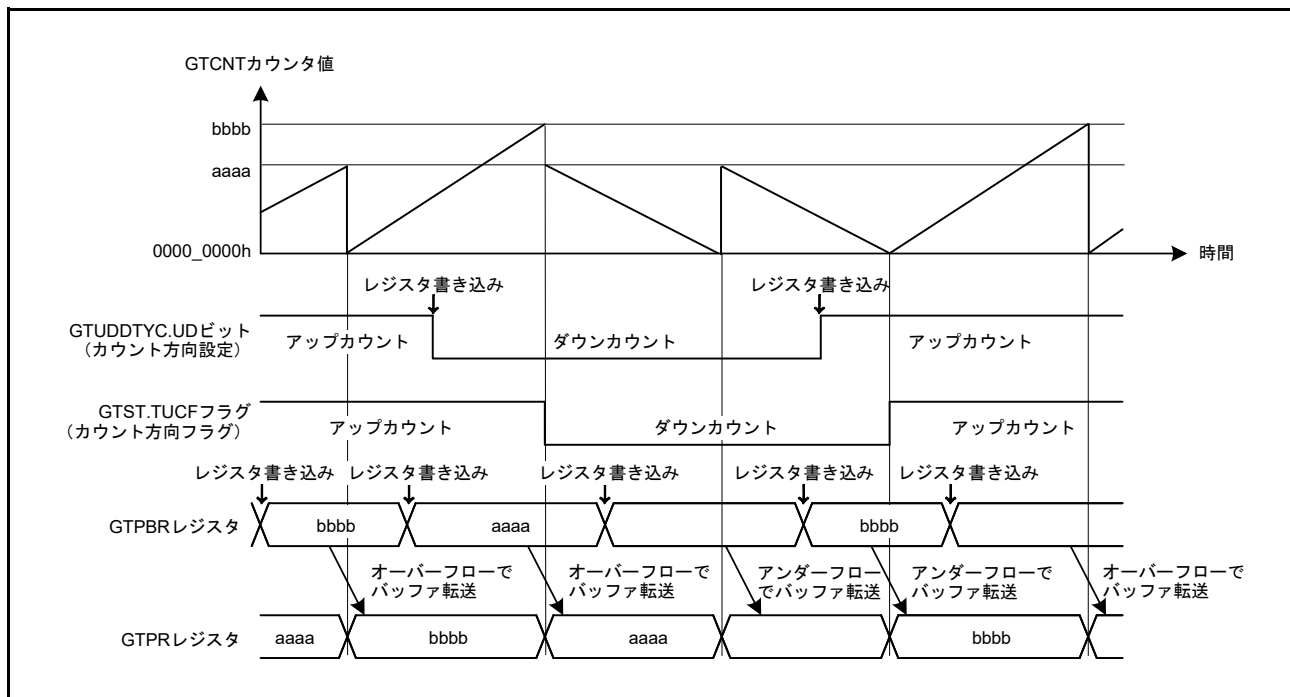 GTCNTカウンタ値
bbbb
aaaa
0000_0000h
時間
レジスタ書き込み
レジスタ書き込み
GTUDDTYC.UDビット
（カウント方向設定）
アップカウント
ダウンカウント
アップカウント
GTST.TUCFフラグ
（カウント方向フラグ）
アップカウント
ダウンカウント
アップカウント
レジスタ書き込み
レジスタ書き込み
レジスタ書き込み
レジスタ書き込み
レジスタ書き込み
GTPBRレジスタ
bbbb
aaaa
bbbb
オーバーフローで
バッファ転送
オーバーフローで
バッファ転送
アンダーフロー
でバッファ転送
アンダーフローで
バッファ転送
オーバーフローで
バッファ転送
GTPRレジスタ
aaaa
bbbb
aaaa
bbbb